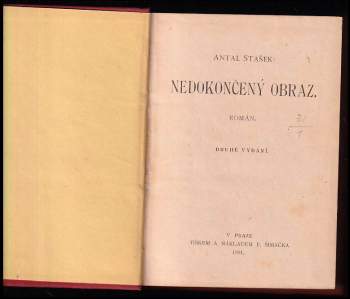 ANTAL STAŠEK:
NEDOKONČENÝ OBRAZ.
ROMÁN.
DRUHÉ VYDÁNÍ.
V PRAZE
TISKEM A NÁKLADEM F. ŠIMÁČKA